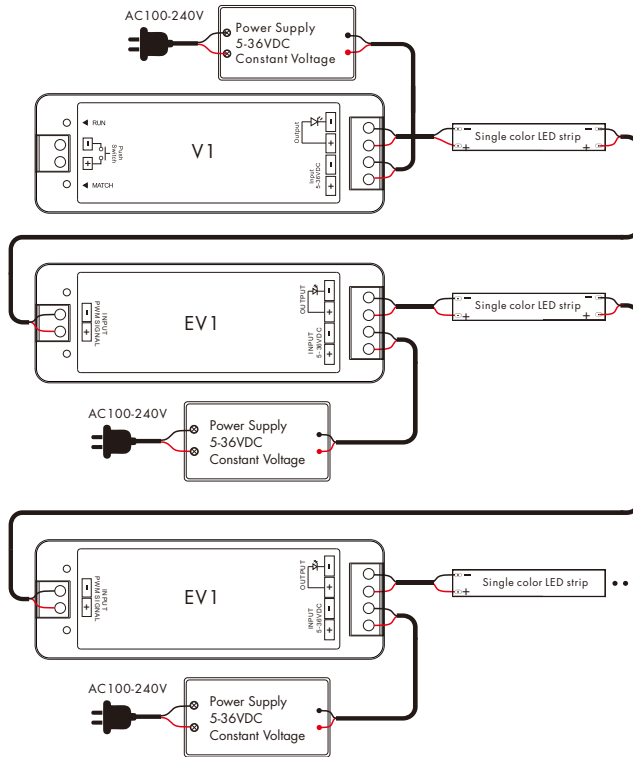 AC100-240V
Power Supply
5-36VDC
Constant Voltage
RUN
Push
Switch
-
+
MATCH
V1
Output
-
+
Input
5-36VDC
-
+
-
+
Single color LED strip
-
+
INPUT
PWM SIGNAL
-
+
EV1
OUTPUT
-
+
INPUT
5-36VDC
-
+
-
+
Single color LED strip
-
+
AC100-240V
Power Supply
5-36VDC
Constant Voltage
INPUT
PWM SIGNAL
-
+
EV1
OUTPUT
-
+
INPUT
5-36VDC
-
+
-
+
Single color LED strip
AC100-240V
Power Supply
5-36VDC
Constant Voltage